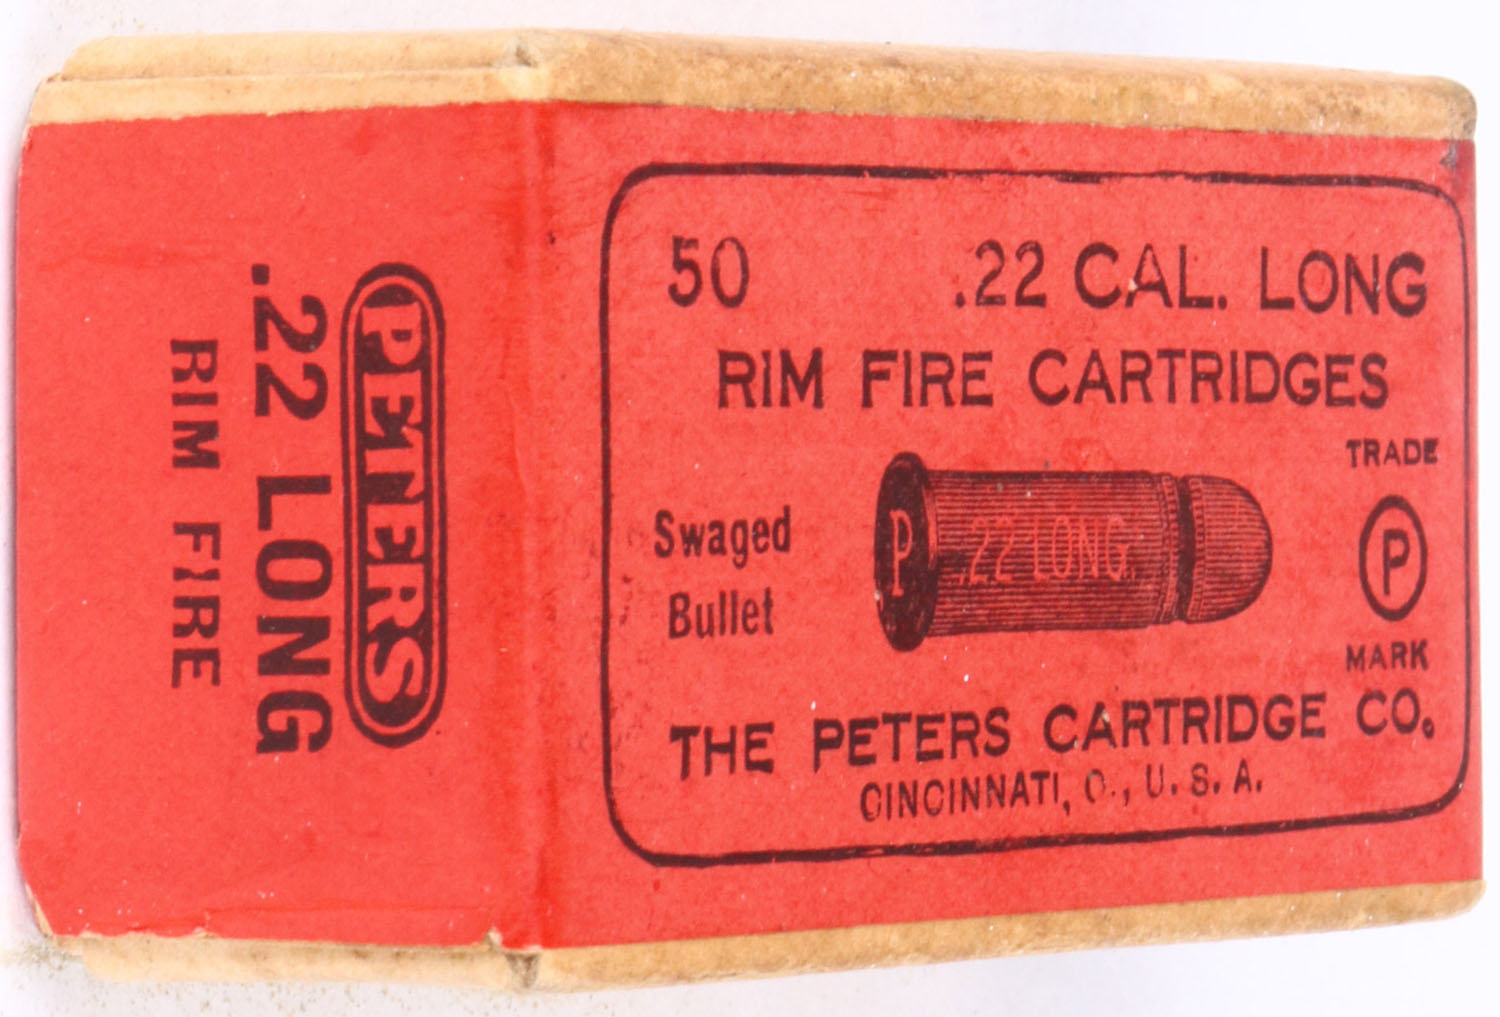 PETERS
.22 LONG
RIM FIRE
50 .22 CAL. LONG
RIM FIRE CARTRIDGES
Swaged
Bullet
P .22 LONG.
TRADE
P
MARK
THE PETERS CARTRIDGE CO.
CINCINNATI, O., U. S. A.